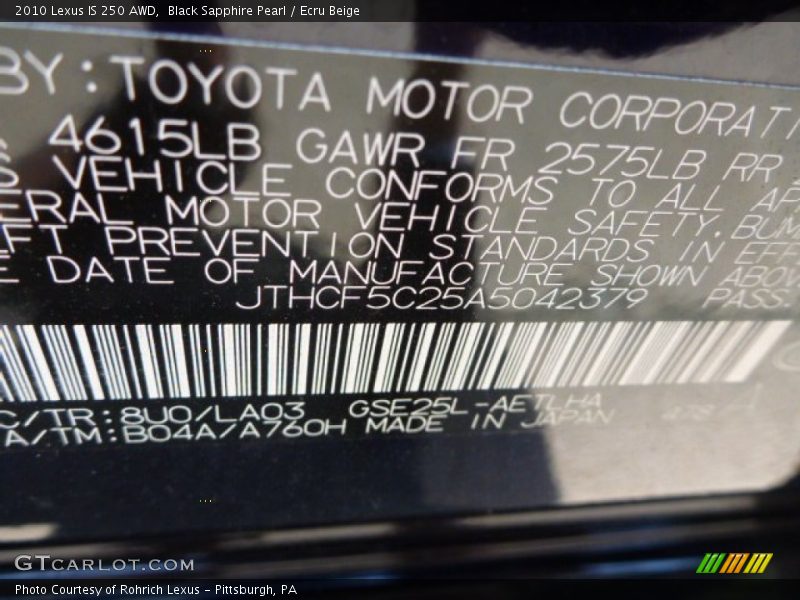 2010 Lexus IS 250 AWD, Black Sapphire Pearl / Ecru Beige
BY: TOYOTA MOTOR CORPORATI
4615LB GAWR FR 2575LB RR
VEHICLE CONFORMS TO ALL AP
ERAL MOTOR VEHICLE SAFETY, BUM
EFT PREVENTION STANDARDS IN EFF
E DATE OF MANUFACTURE SHOWN ABOV
JTHCF5C25A5042379 PASS
C/TR: 8U0/LA03 GSE25L-AETLHA
A/TM: B04A/A760H MADE IN JAPAN
GTCARLOT.COM
Photo Courtesy of Rohrich Lexus - Pittsburgh, PA